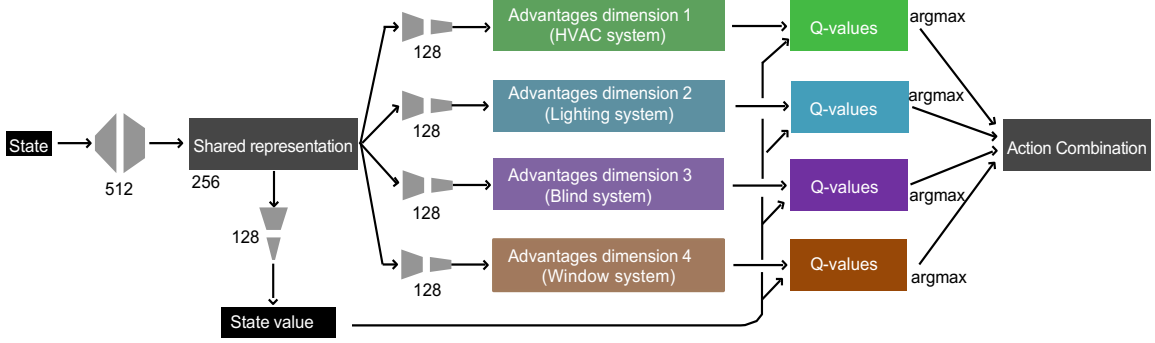 State
512
Shared representation
256
128
State value
128
Advantages dimension 1
(HVAC system)
Q-values
argmax
128
Advantages dimension 2
(Lighting system)
Q-values
argmax
128
Advantages dimension 3
(Blind system)
Q-values
argmax
128
Advantages dimension 4
(Window system)
Q-values
argmax
Action Combination